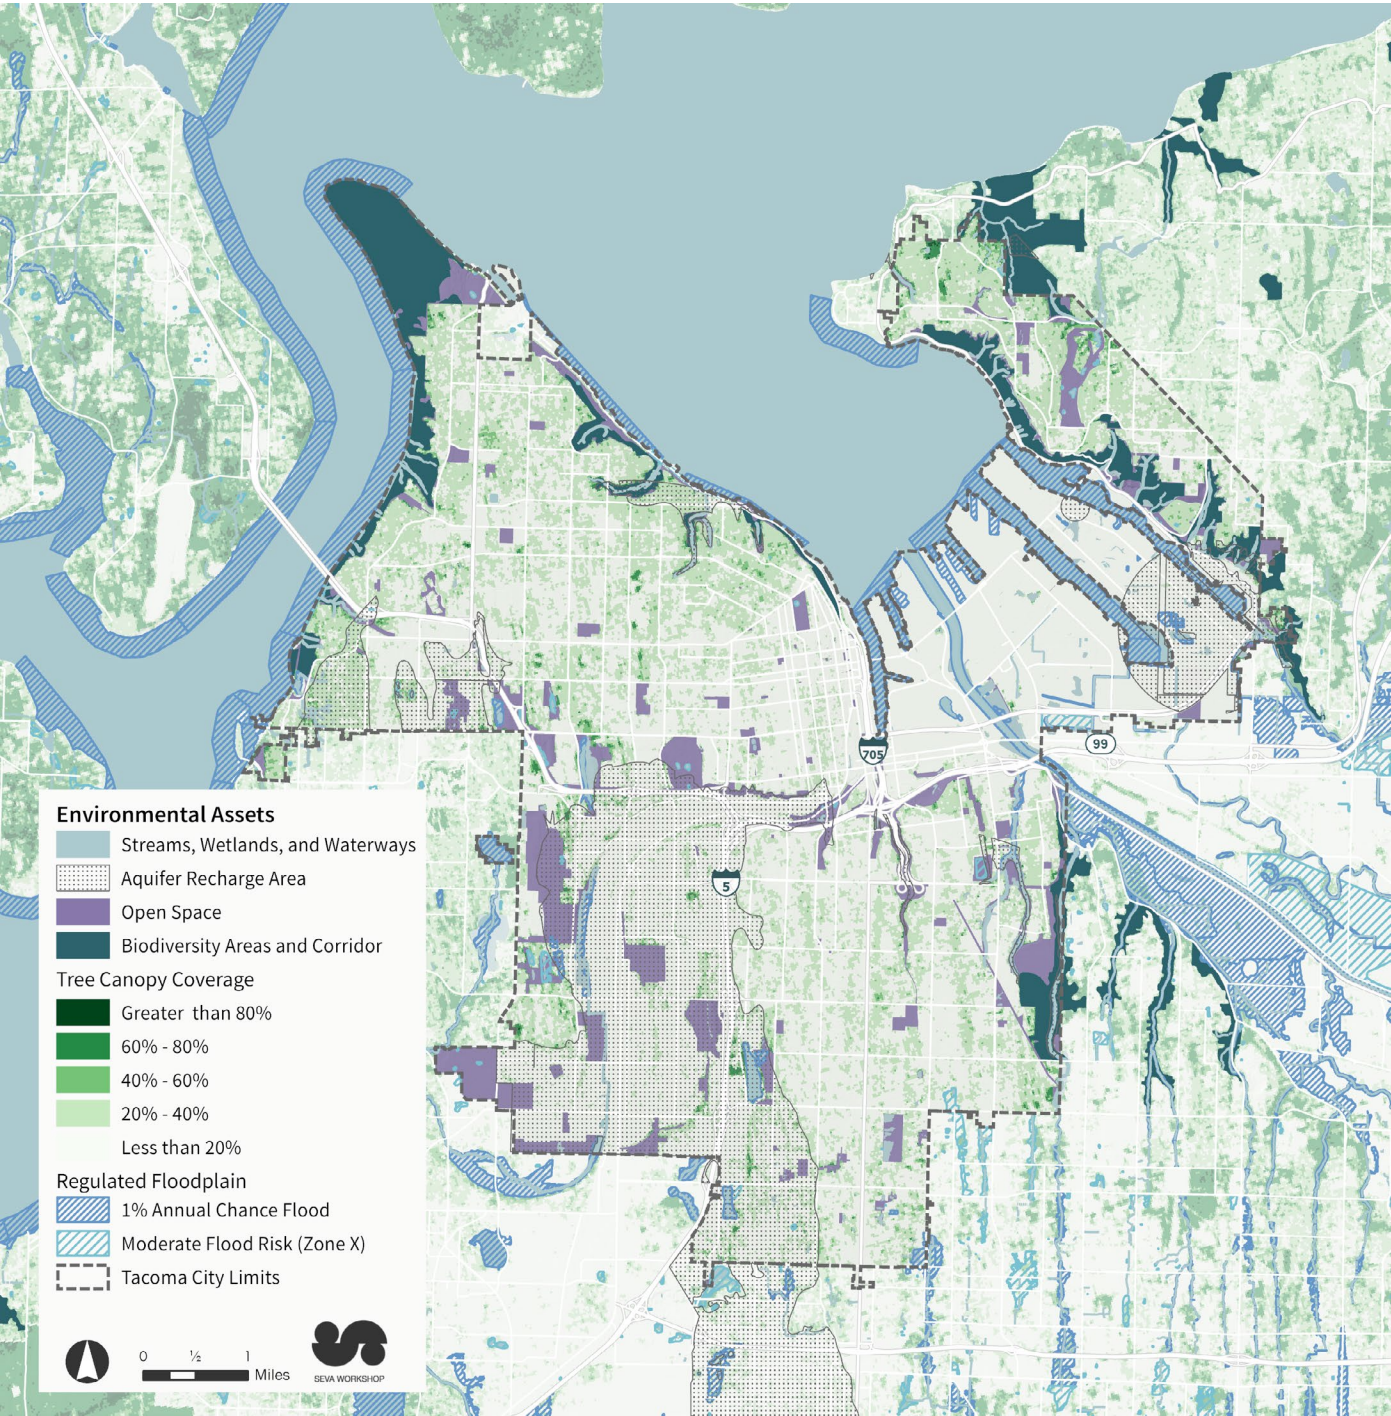 99
705
5
Environmental Assets
Streams, Wetlands, and Waterways
Aquifer Recharge Area
Open Space
Biodiversity Areas and Corridor
Tree Canopy Coverage
Greater than 80%
60% - 80%
40% - 60%
20% - 40%
Less than 20%
Regulated Floodplain
1% Annual Chance Flood
Moderate Flood Risk (Zone X)
Tacoma City Limits
0 ½ 1
Miles
SEVA WORKSHOP